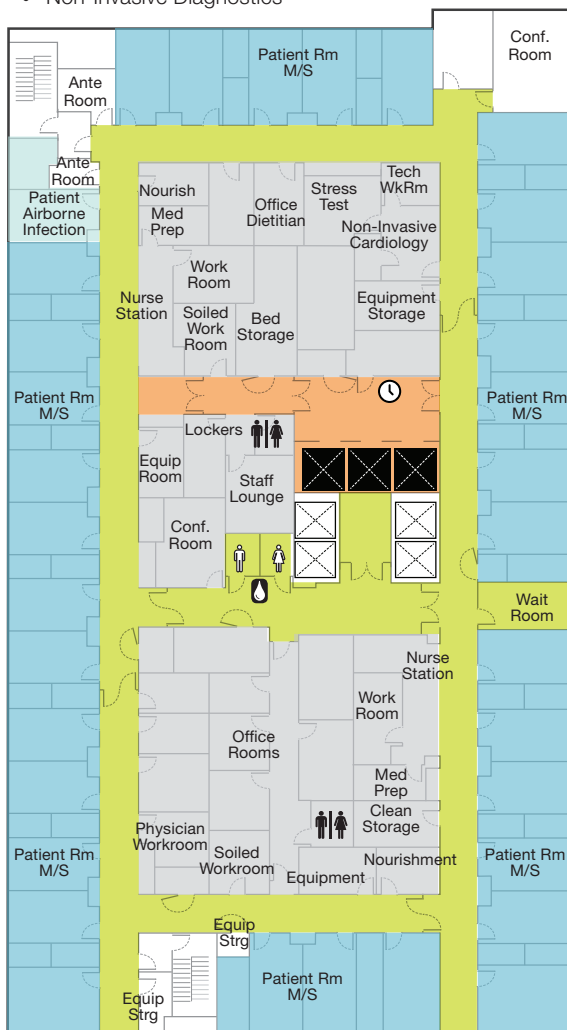 • Non-Invasive Diagnostics
Conf.
Room
Patient Rm
M/S
Ante
Room
Ante
Room
Patient
Airborne
Infection
Nourish
Med
Prep
Office
Dietitian
Stress
Test
Tech
WkRm
Non-Invasive
Cardiology
Work
Room
Nurse
Station
Soiled
Work
Room
Bed
Storage
Equipment
Storage
Patient Rm
M/S
Patient Rm
M/S
Lockers
Equip
Room
Staff
Lounge
Conf.
Room
Wait
Room
Nurse
Station
Work
Room
Office
Rooms
Med
Prep
Clean
Storage
Physician
Workroom
Soiled
Workroom
Equipment
Nourishment
Patient Rm
M/S
Patient Rm
M/S
Equip
Strg
Patient Rm
M/S
Equip
Strg